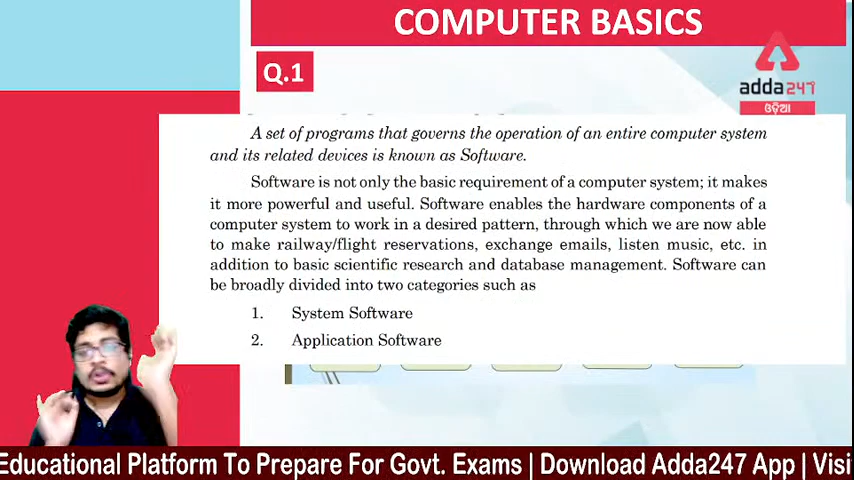 COMPUTER BASICS
Q.1
adda247
ଓଡ଼ିଆ
A set of programs that governs the operation of an entire computer system
and its related devices is known as Software.
Software is not only the basic requirement of a computer system; it makes
it more powerful and useful. Software enables the hardware components of a
computer system to work in a desired pattern, through which we are now able
to make railway/flight reservations, exchange emails, listen music, etc. in
addition to basic scientific research and database management. Software can
be broadly divided into two categories such as
1. System Software
2. Application Software
Educational Platform To Prepare For Govt. Exams | Download Adda247 App | Visi